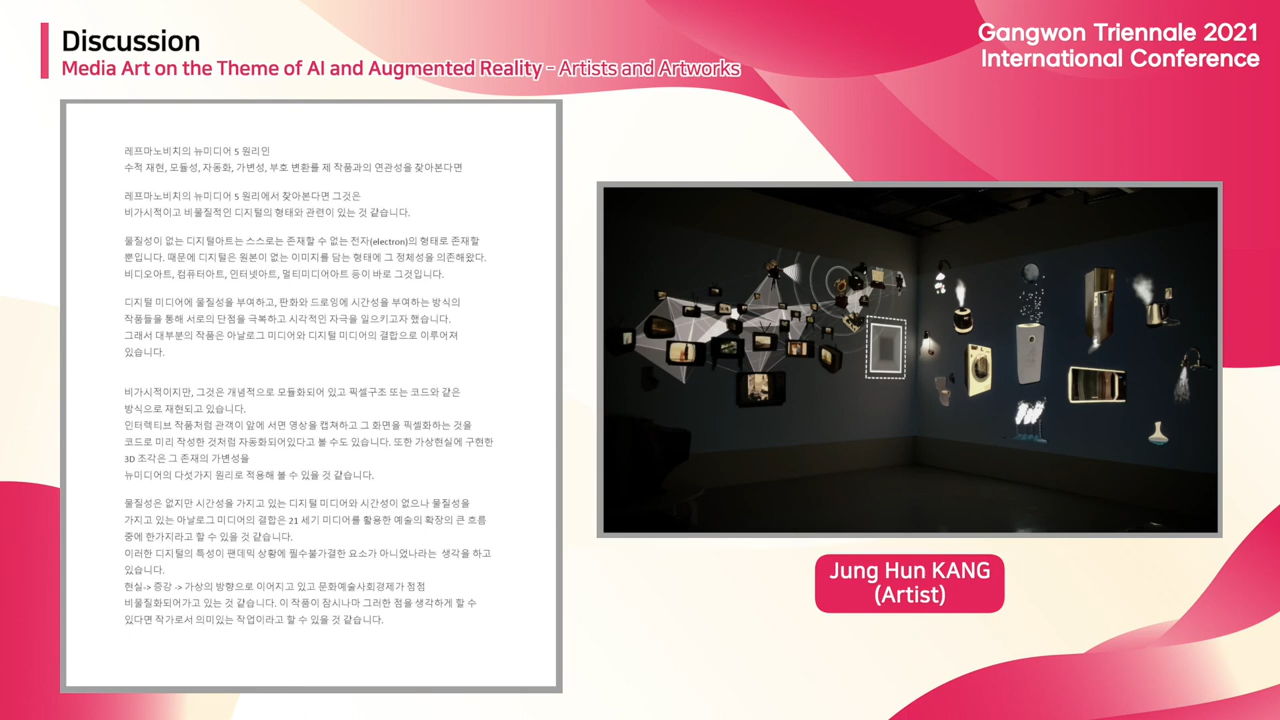 Discussion
Media Art on the Theme of AI and Augmented Reality - Artists and Artworks
Gangwon Triennale 2021
International Conference
레프마노비치의 뉴미디어 5 원리인
수적 재현, 모듈성, 자동화, 가변성, 부호 변환를 제 작품과의 연관성을 찾아본다면
레프마노비치의 뉴미디어 5 원리에서 찾아본다면 그것은
비가시적이고 비물질적인 디지털의 형태와 관련이 있는 것 같습니다.
물질성이 없는 디지털아트는 스스로는 존재할 수 없는 전자(electron)의 형태로 존재할
뿐입니다. 때문에 디지털은 원본이 없는 이미지를 담는 형태에 그 정체성을 의존해왔다.
비디오아트, 컴퓨터아트, 인터넷아트, 멀티미디어아트 등이 바로 그것입니다.
디지털 미디어에 물질성을 부여하고, 판화와 드로잉에 시간성을 부여하는 방식의
작품들을 통해 서로의 단점을 극복하고 시각적인 자극을 일으키고자 했습니다.
그래서 대부분의 작품은 아날로그 미디어와 디지털 미디어의 결합으로 이루어져
있습니다.
비가시적이지만, 그것은 개념적으로 모듈화되어 있고 픽셀구조 또는 코드와 같은
방식으로 재현되고 있습니다.
인터렉티브 작품처럼 관객이 앞에 서면 영상을 캡쳐하고 그 화면을 픽셀화하는 것을
코드로 미리 작성한 것처럼 자동화되어있다고 볼 수도 있습니다. 또한 가상현실에 구현한
3D 조각은 그 존재의 가변성을
뉴미디어의 다섯가지 원리로 적용해 볼 수 있을 것 같습니다.
물질성은 없지만 시간성을 가지고 있는 디지털 미디어와 시간성이 없으나 물질성을
가지고 있는 아날로그 미디어의 결합은 21 세기 미디어를 활용한 예술의 확장의 큰 흐름
중에 한가지라고 할 수 있을 것 같습니다.
이러한 디지털의 특성이 팬데믹 상황에 필수불가결한 요소가 아니었나라는 생각을 하고
있습니다.
현실-> 증강 -> 가상의 방향으로 이어지고 있고 문화예술사회경제가 점점
비물질화되어가고 있는 것 같습니다. 이 작품이 잠시나마 그러한 점을 생각하게 할 수
있다면 작가로서 의미있는 작업이라고 할 수 있을 것 같습니다.
Jung Hun KANG
(Artist)